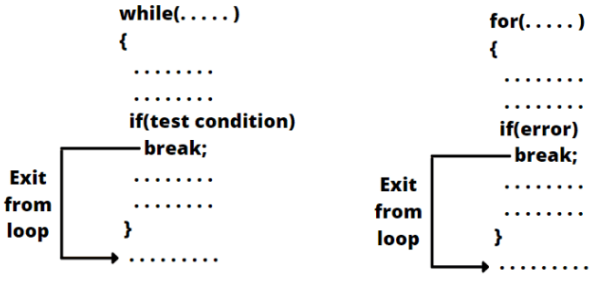 while(.....)
{
........
........
if(test condition)
break;
........
........
}
.........
Exit
from
loop
for(.....)
{
........
........
if(error)
break;
........
........
}
.........
Exit
from
loop